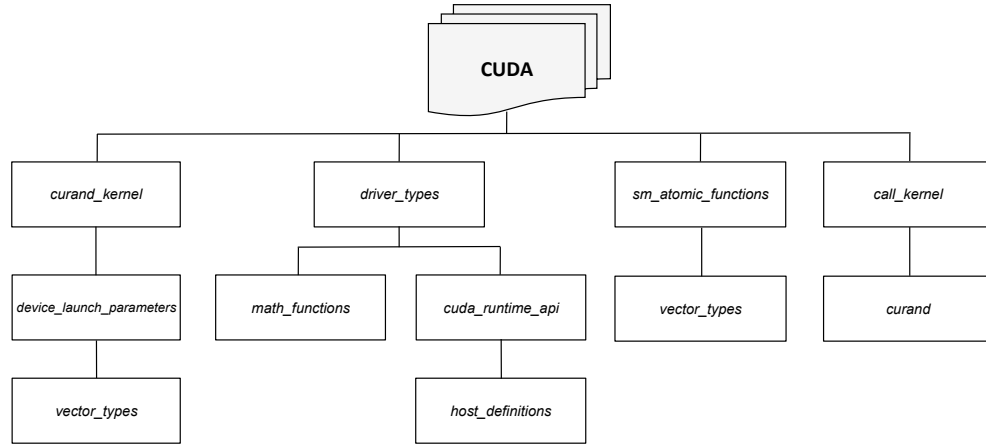 CUDA
curand_kernel
driver_types
sm_atomic_functions
call_kernel
device_launch_parameters
math_functions
cuda_runtime_api
vector_types
curand
vector_types
host_definitions